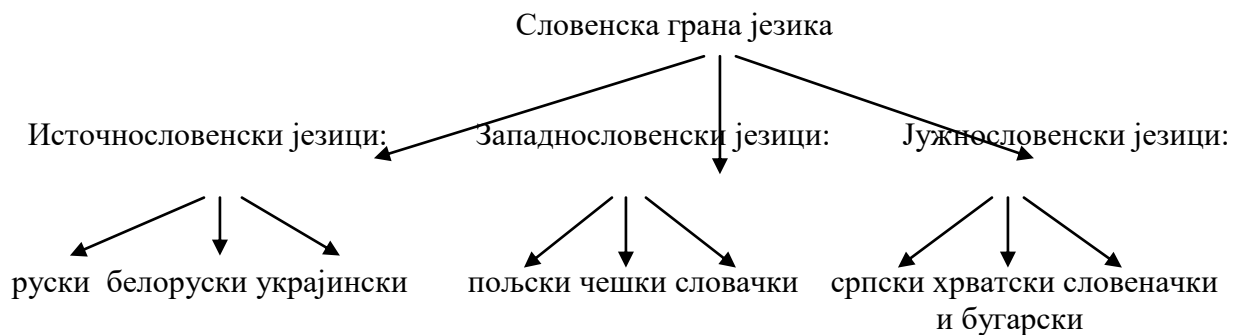 Словенска грана језика
Источнословенски језици: Западнословенски језици: Јужнословенски језици:
руски белоруски украјински пољски чешки словачки српски хрватски словеначки
и бугарски